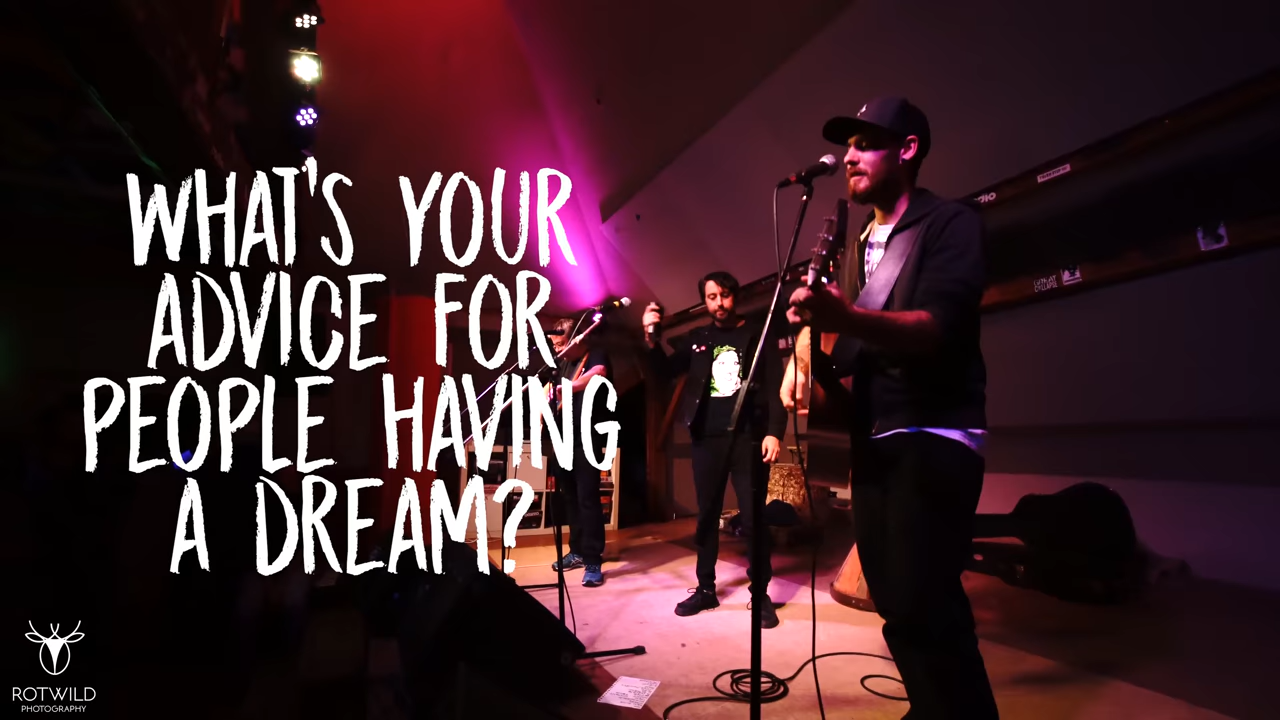 WHAT'S YOUR
ADVICE FOR
PEOPLE HAVING
A DREAM?
ROTWILD
PHOTOGRAPHY